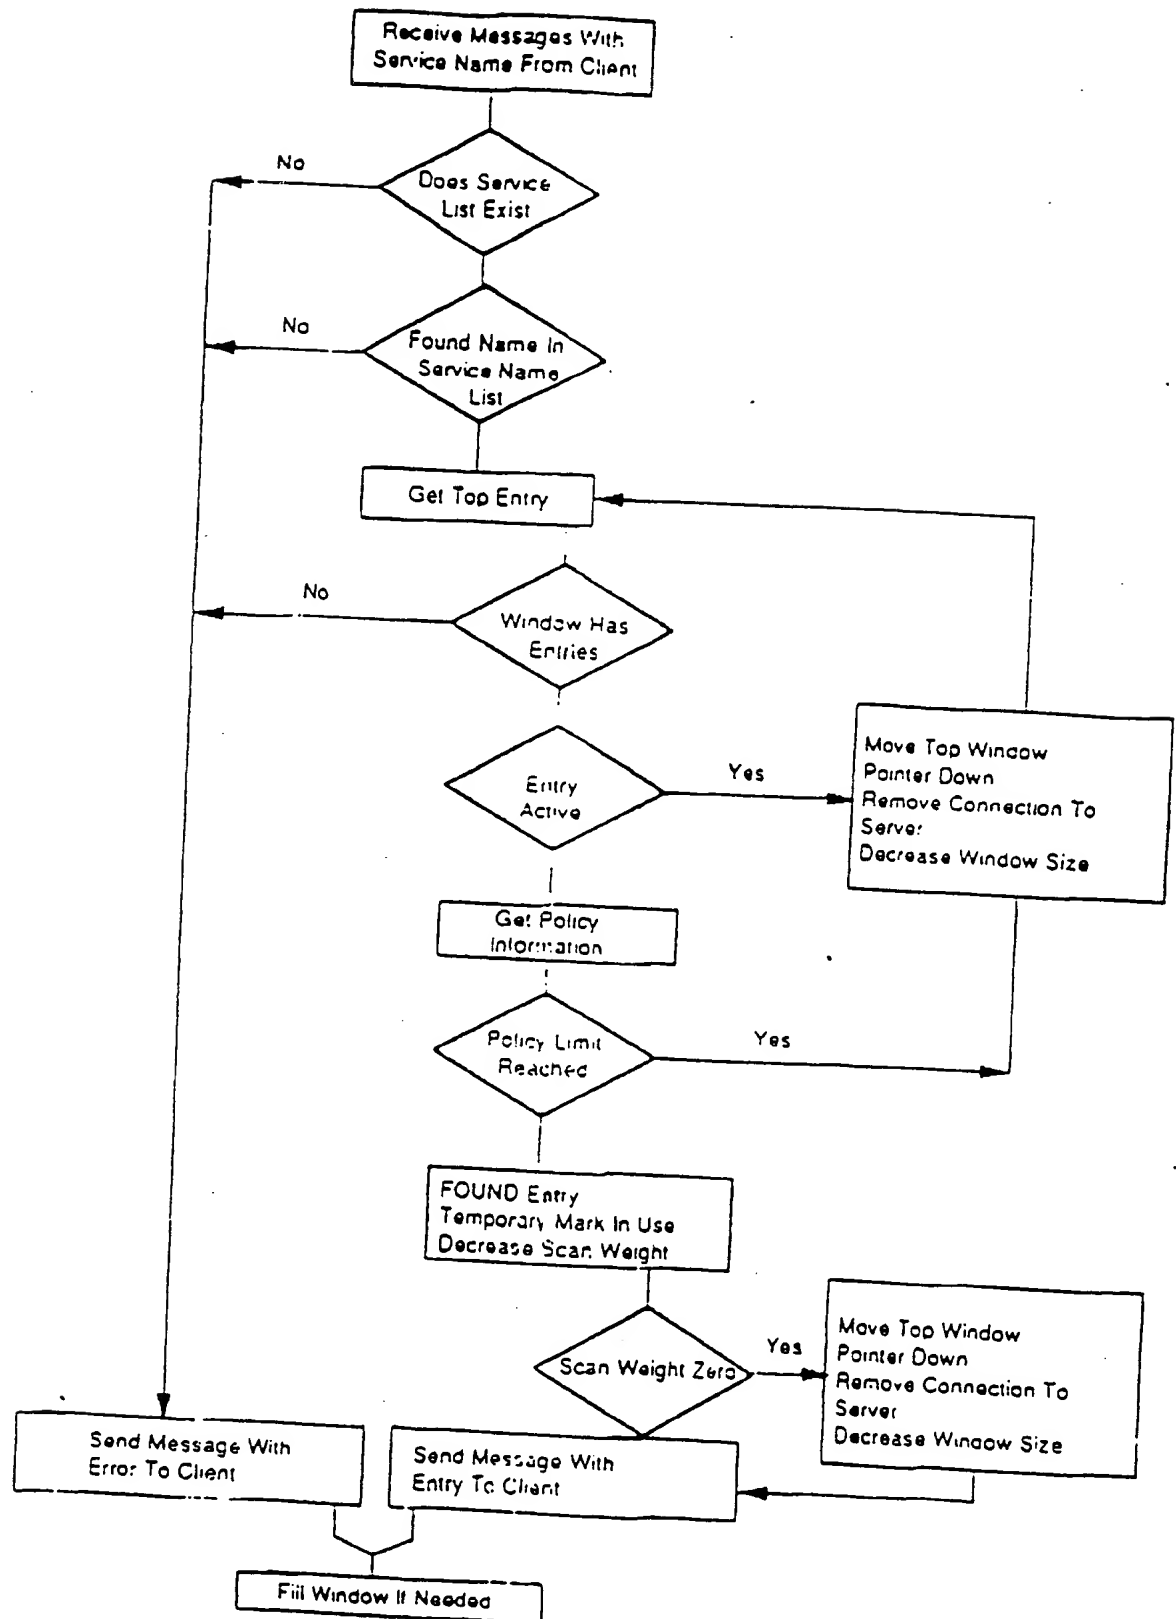 Receive Messages With
Service Name From Client
No
Does Service
List Exist
No
Found Name In
Service Name
List
Get Top Entry
No
Window Has
Entries
Entry
Active
Yes
Move Top Window
Pointer Down
Remove Connection To
Server
Decrease Window Size
Get Policy
Information
Policy Limit
Reached
Yes
FOUND Entry
Temporary Mark In Use
Decrease Scan Weight
Scan Weight Zero
Yes
Move Top Window
Pointer Down
Remove Connection To
Server
Decrease Window Size
Send Message With
Error To Client
Send Message With
Entry To Client
Fill Window If Needed